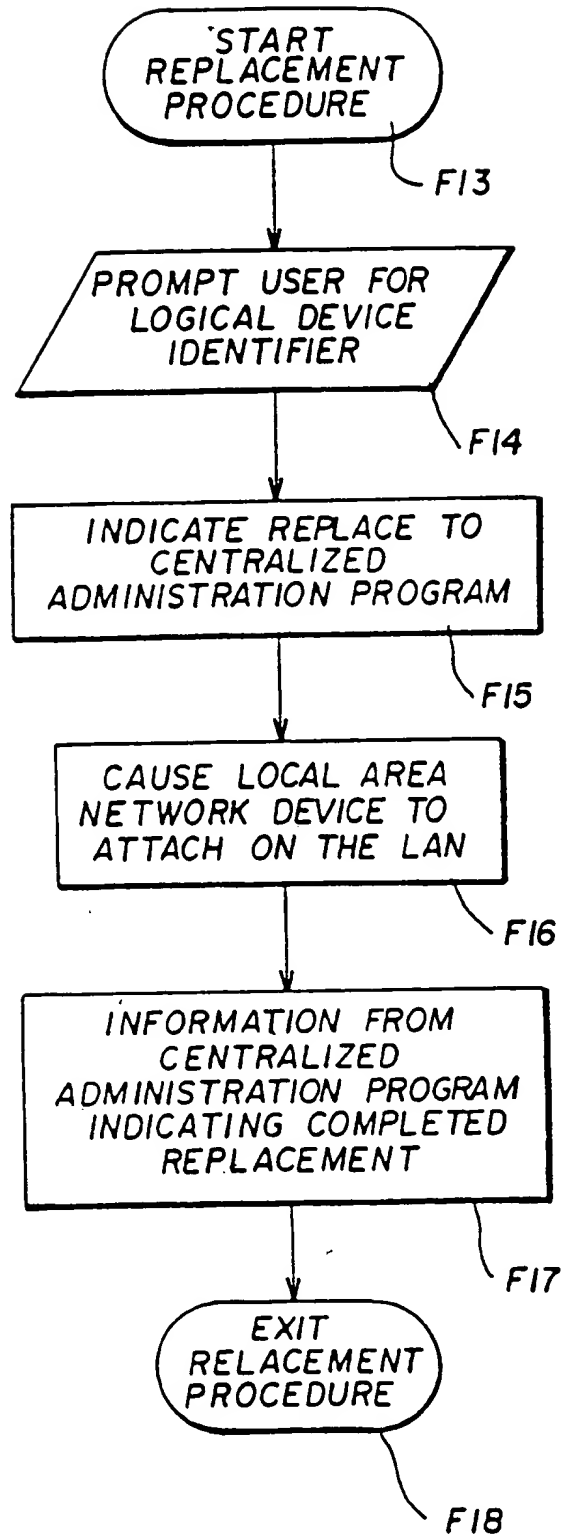 START
REPLACEMENT
PROCEDURE
F13
PROMPT USER FOR
LOGICAL DEVICE
IDENTIFIER
F14
INDICATE REPLACE TO
CENTRALIZED
ADMINISTRATION PROGRAM
F15
CAUSE LOCAL AREA
NETWORK DEVICE TO
ATTACH ON THE LAN
F16
INFORMATION FROM
CENTRALIZED
ADMINISTRATION PROGRAM
INDICATING COMPLETED
REPLACEMENT
F17
EXIT
RELACEMENT
PROCEDURE
F18